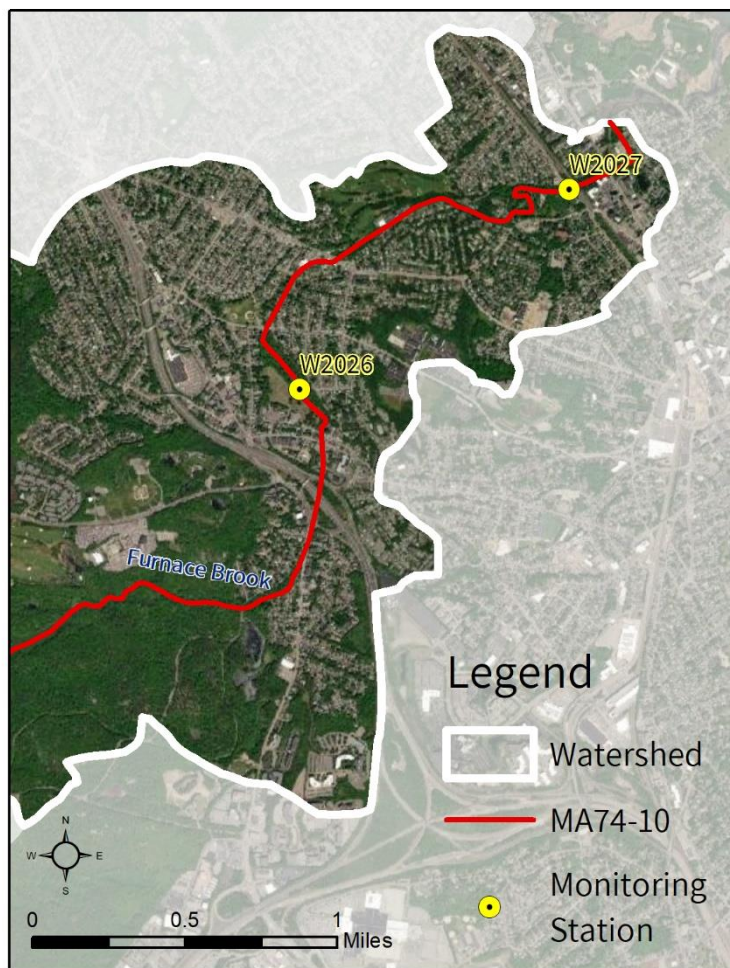 W2027
W2026
Furnace Brook
Legend
Watershed
MA74-10
Monitoring
Station
N
W E
S
0 0.5 1
Miles